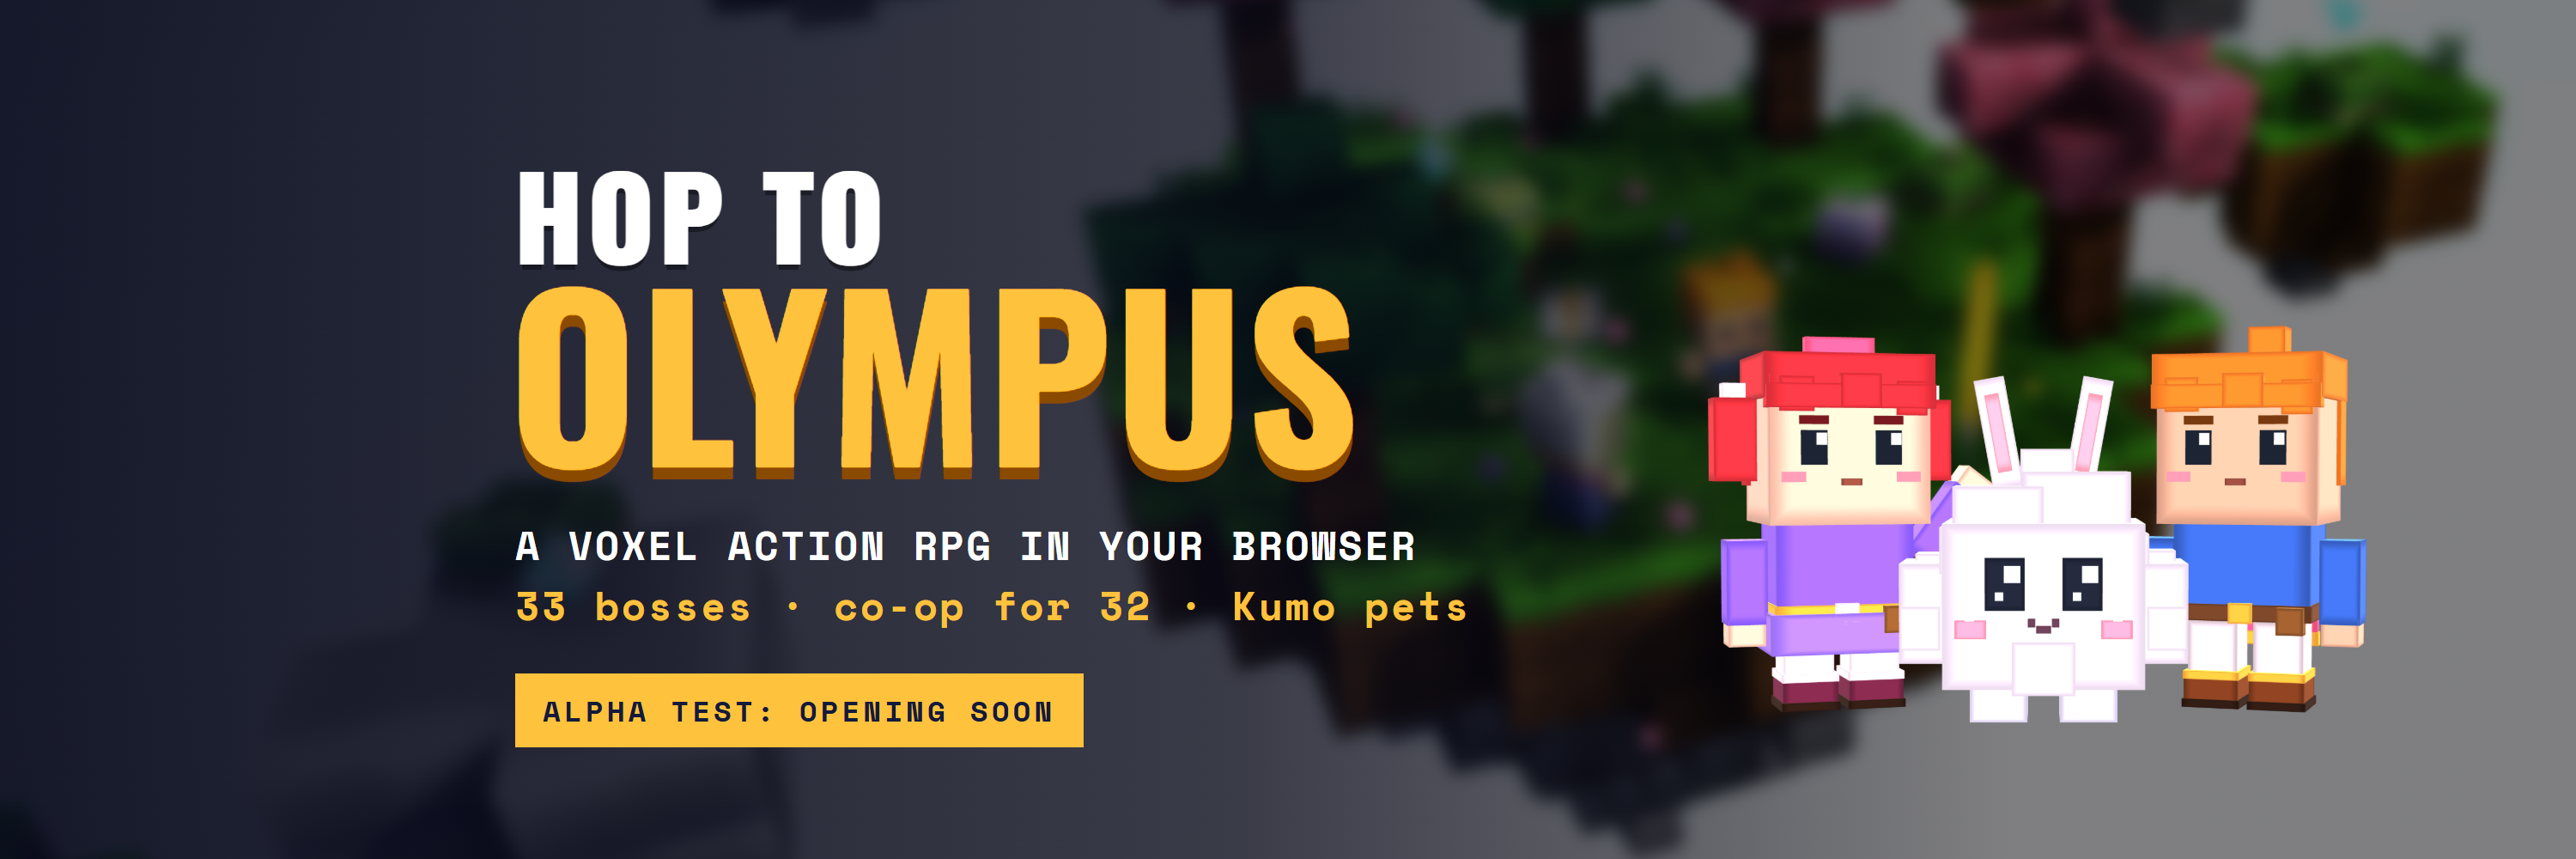 HOP TO
OLYMPUS
A VOXEL ACTION RPG IN YOUR BROWSER
33 bosses · co-op for 32 · Kumo pets
ALPHA TEST: OPENING SOON